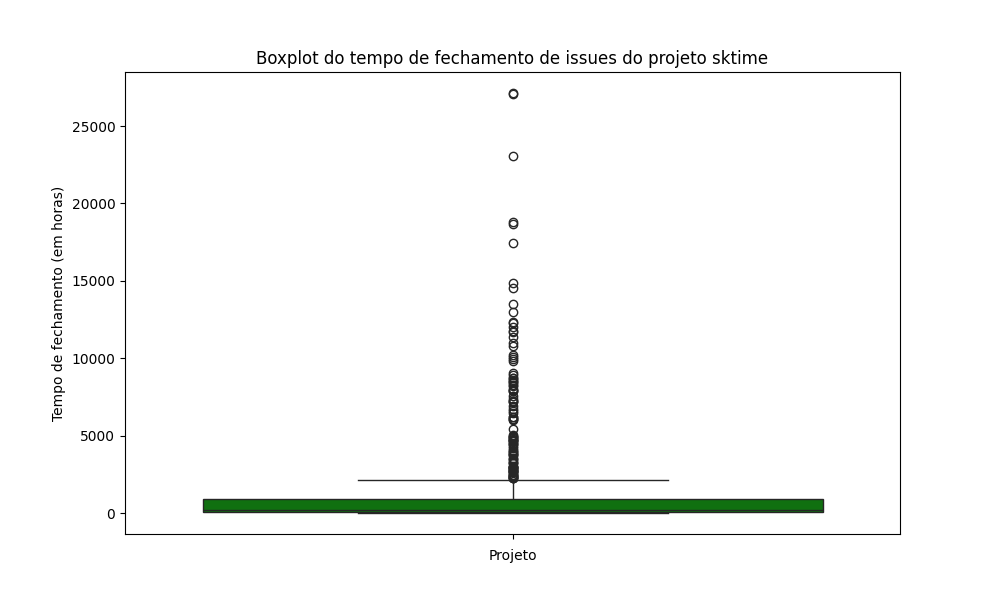 Boxplot do tempo de fechamento de issues do projeto sktime
Tempo de fechamento (em horas)
25000
20000
15000
10000
5000
0
Projeto